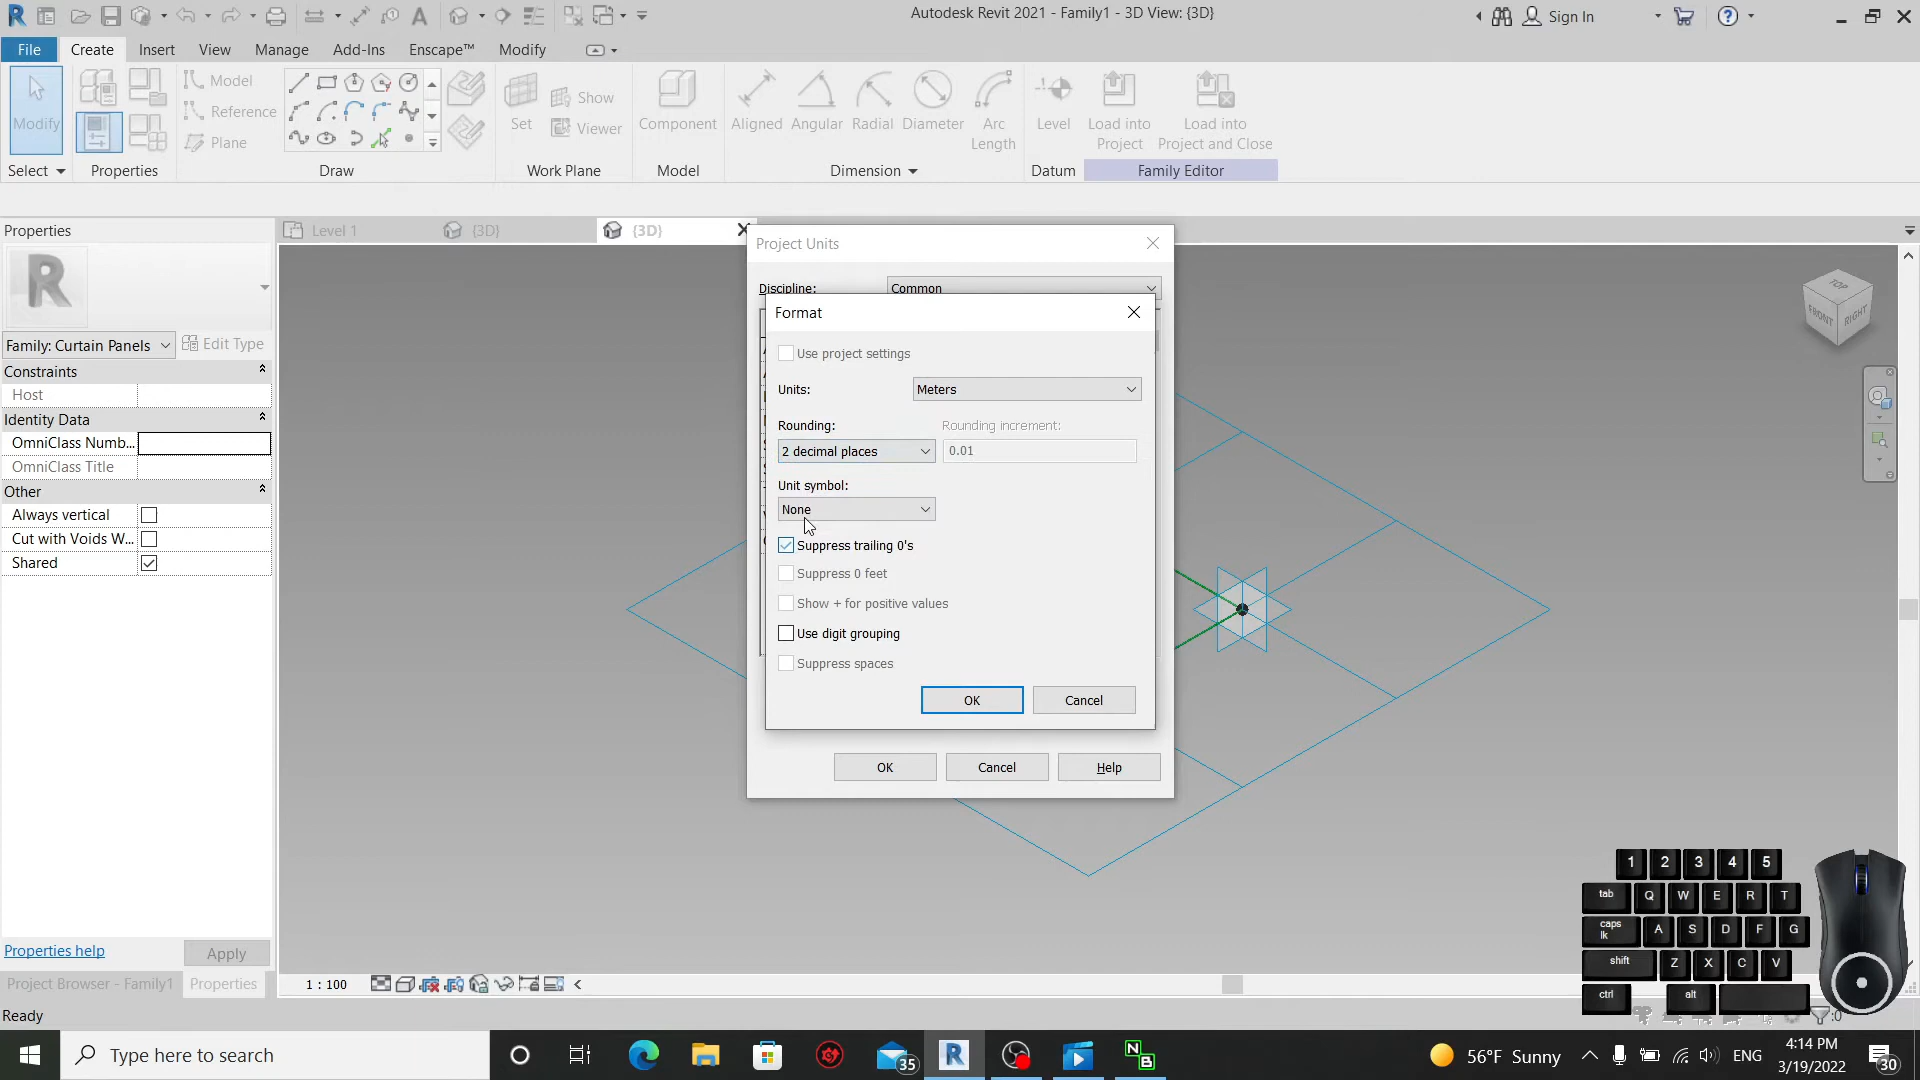 Autodesk Revit 2021 - Family1 - 3D View: {3D}
Sign In
File Create Insert View Manage Add-Ins Enscape™ Modify
Modify
Model
Reference
Plane
Set
Show
Viewer
Component
Aligned
Angular
Radial
Diameter
Arc
Length
Level
Load into
Project
Load into
Project and Close
Select
Properties
Draw
Work Plane
Model
Dimension
Datum
Family Editor
Properties
Level 1
{3D}
{3D}
R
Family: Curtain Panels
Edit Type
Constraints
Host
Identity Data
OmniClass Numb...
OmniClass Title
Other
Always vertical
Cut with Voids W...
Shared
Properties help
Apply
Project Browser - Family1
Properties
Project Units
Discipline:
Common
Format
Use project settings
Units:
Meters
Rounding:
Rounding increment:
2 decimal places
0.01
Unit symbol:
None
Suppress trailing 0's
Suppress 0 feet
Show + for positive values
Use digit grouping
Suppress spaces
OK
Cancel
OK
Cancel
Help
TOP
FRONT
RIGHT
1 : 100
Ready
:0
1 2 3 4 5
tab Q W E R T
caps
lk
A S D F G
shift Z X C V
ctrl alt
Type here to search
35
R
N
B
56°F Sunny
ENG
4:14 PM
3/19/2022
30